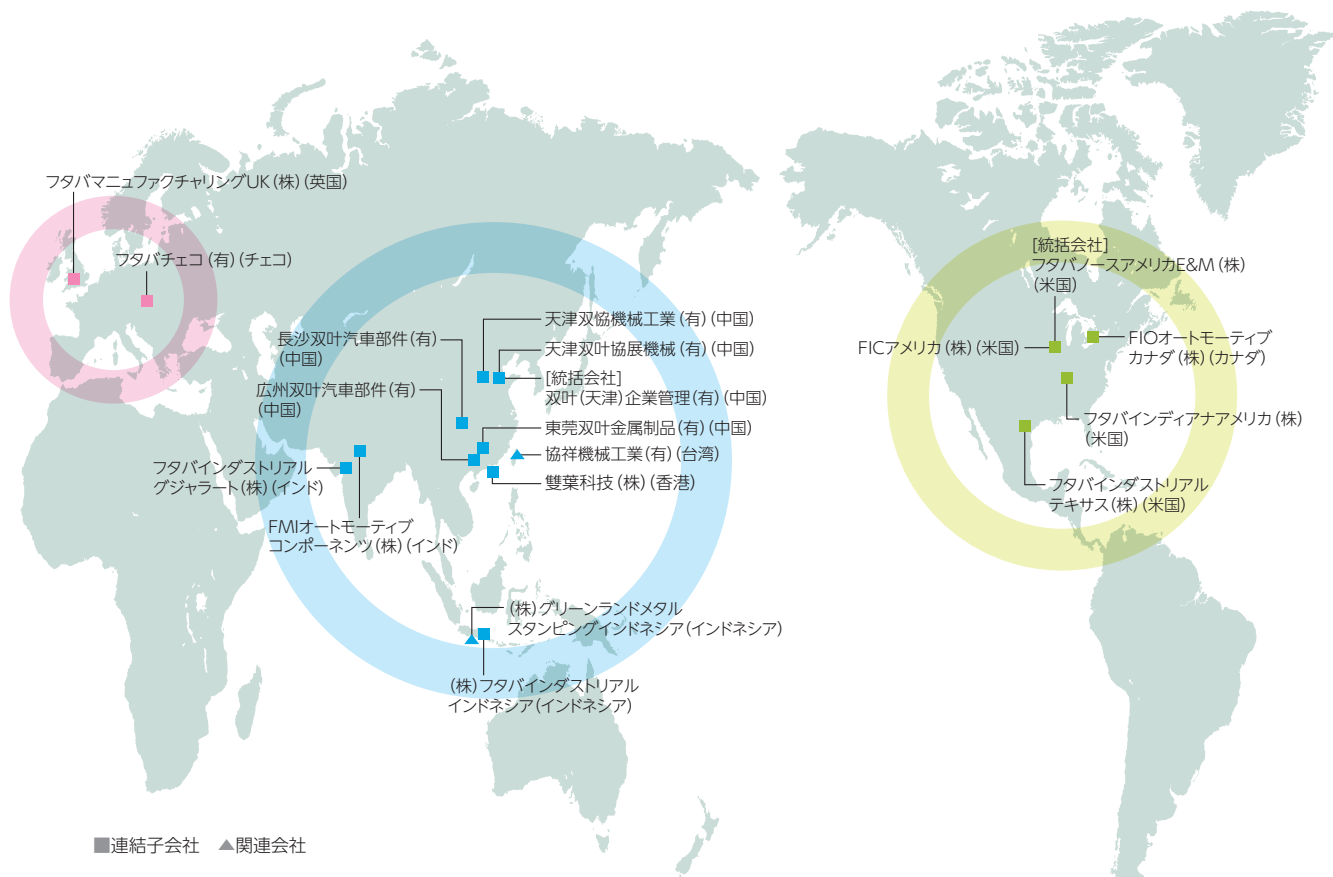 フタバマニュファクチャリングUK(株)(英国)
フタバチェコ(有)(チェコ)
天津双協機械工業(有)(中国)
長沙双叶汽車部件(有)
(中国)
天津双叶協展機械(有)(中国)
[統括会社]
双叶(天津)企業管理(有)(中国)
広州双叶汽車部件(有)
(中国)
東莞双叶金属制品(有)(中国)
協祥機械工業(有)(台湾)
雙葉科技(株)(香港)
フタバインダストリアル
グジャラート(株)(インド)
FMIオートモーティブ
コンポーネンツ(株)(インド)
(株)グリーンランドメタル
スタンピングインドネシア(インドネシア)
(株)フタバインダストリアル
インドネシア(インドネシア)
[統括会社]
フタバノースアメリカE&M(株)
(米国)
FICアメリカ(株)(米国)
FIOオートモーティブ
カナダ(株)(カナダ)
フタバインディアナアメリカ(株)
(米国)
フタバインダストリアル
テキサス(株)(米国)
■連結子会社 ▲関連会社